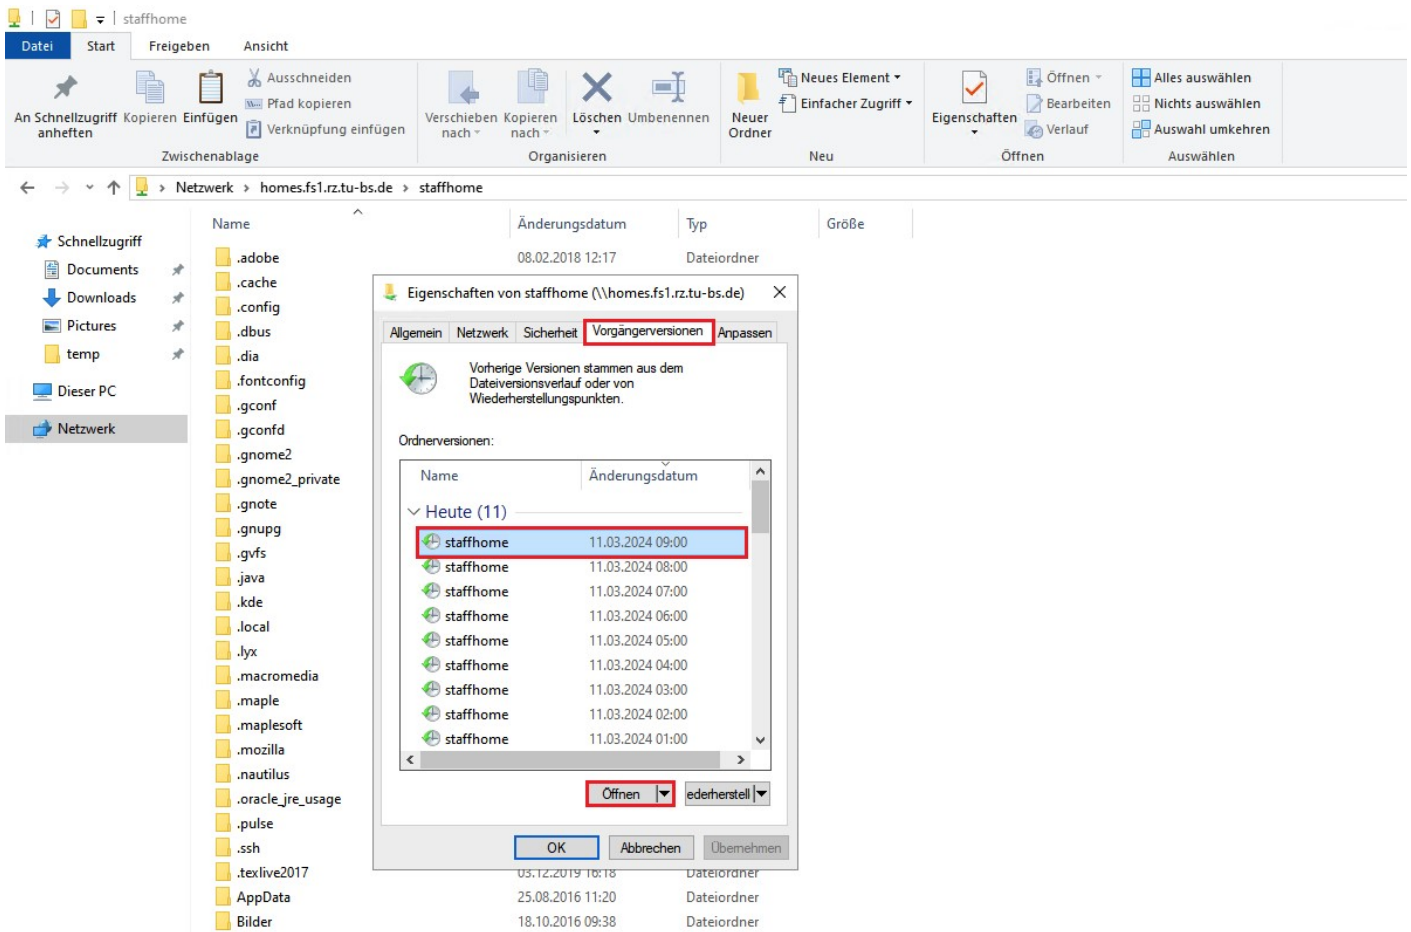 staffhome
Datei Start Freigeben Ansicht
An Schnellzugriff anheften
Kopieren
Einfügen
Ausschneiden
Pfad kopieren
Verknüpfung einfügen
Zwischenablage
Verschieben nach
Kopieren nach
Löschen
Umbenennen
Organisieren
Neuer Ordner
Neues Element
Einfacher Zugriff
Neu
Eigenschaften
Öffnen
Bearbeiten
Verlauf
Öffnen
Alles auswählen
Nichts auswählen
Auswahl umkehren
Auswählen
Netzwerk > homes.fs1.rz.tu-bs.de > staffhome
Schnellzugriff
Documents
Downloads
Pictures
temp
Dieser PC
Netzwerk
Name Änderungsdatum Typ Größe
.adobe 08.02.2018 12:17 Dateiordner
.cache
.config
.dbus
.dia
.fontconfig
.gconf
.gconfd
.gnome2
.gnome2_private
.gnote
.gnupg
.gvfs
.java
.kde
.local
.lyx
.macromedia
.maple
.maplesoft
.mozilla
.nautilus
.oracle_jre_usage
.pulse
.ssh
.texlive2017 03.12.2019 16:18 Dateiordner
AppData 25.08.2016 11:20 Dateiordner
Bilder 18.10.2016 09:38 Dateiordner
Eigenschaften von staffhome (\\homes.fs1.rz.tu-bs.de)
Allgemein Netzwerk Sicherheit Vorgängerversionen Anpassen
Vorherige Versionen stammen aus dem
Dateiversionsverlauf oder von
Wiederherstellungspunkten.
Ordnerversionen:
Name Änderungsdatum
Heute (11)
staffhome 11.03.2024 09:00
staffhome 11.03.2024 08:00
staffhome 11.03.2024 07:00
staffhome 11.03.2024 06:00
staffhome 11.03.2024 05:00
staffhome 11.03.2024 04:00
staffhome 11.03.2024 03:00
staffhome 11.03.2024 02:00
staffhome 11.03.2024 01:00
Öffnen ederherstell
OK Abbrechen Übernehmen